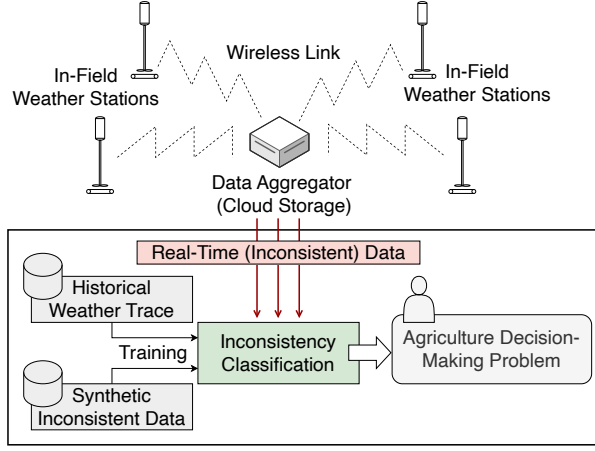 Wireless Link
In-Field
Weather Stations
In-Field
Weather Stations
Data Aggregator
(Cloud Storage)
Real-Time (Inconsistent) Data
Historical
Weather Trace
Training
Inconsistency
Classification
Agriculture Decision-
Making Problem
Synthetic
Inconsistent Data